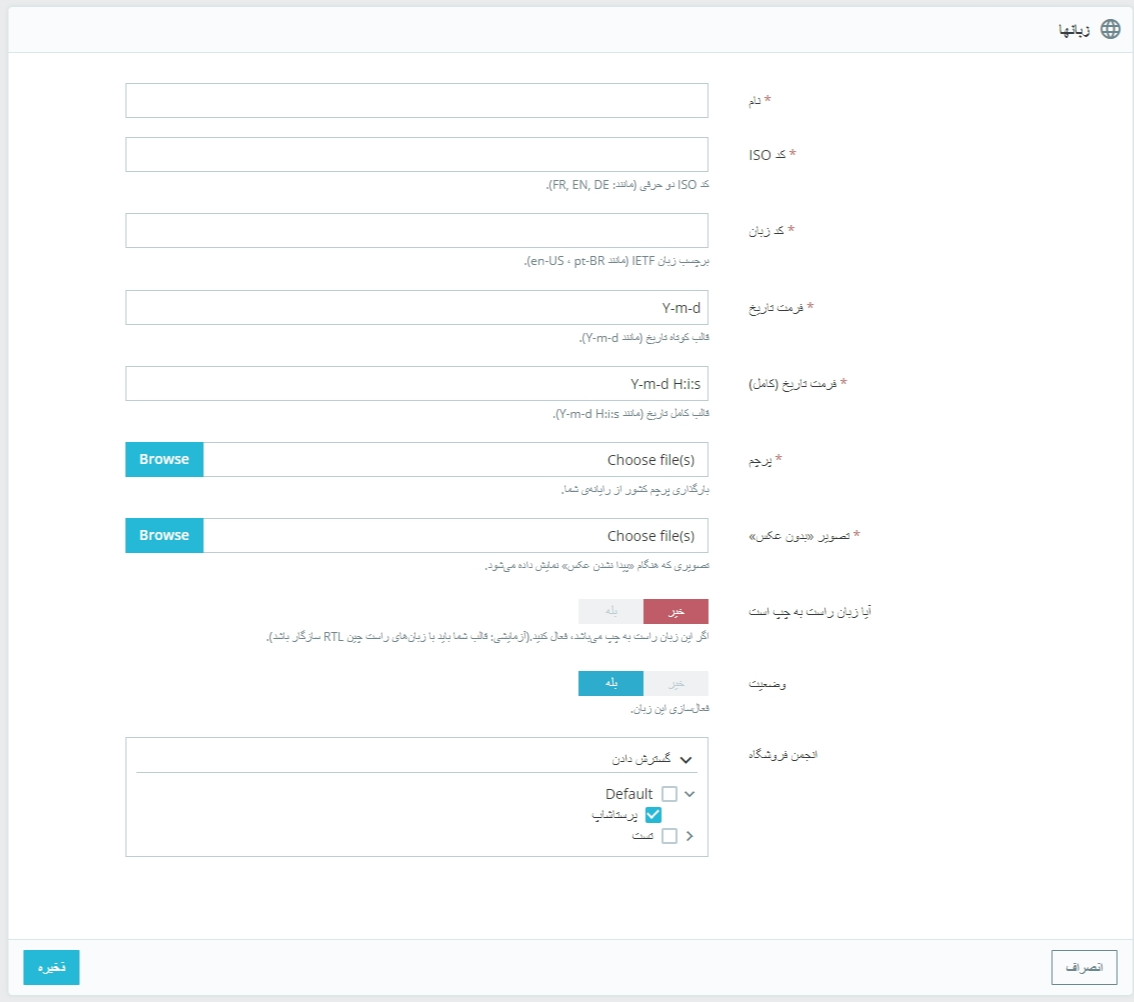 زبانها
* نام
* کد ISO
کد ISO دو حرفی (مانند: FR, EN, DE).
* کد زبان
برچسب زبان IETF (مانند en-US ، pt-BR).
* فرمت تاریخ
Y-m-d
قالب کوتاه تاریخ (مانند Y-m-d).
* فرمت تاریخ (کامل)
Y-m-d H:i:s
قالب کامل تاریخ (مانند Y-m-d H:i:s).
* پرچم
Choose file(s) Browse
بارگذاری پرچم کشور از رایانه‌ی شما.
* تصویر «بدون عکس»
Choose file(s) Browse
تصویری که هنگام «پیدا نشدن عکس» نمایش داده می‌شود.
آیا زبان راست به چپ است
خیر بله
اگر این زبان راست به چپ می‌باشد، فعال کنید.(آزمایشی: قالب شما باید با زبان‌های راست چین RTL سازگار باشد).
وضعیت
خیر بله
فعال‌سازی این زبان.
انجمن فروشگاه
گسترش دادن
Default
پرستاشاپ
تست
انصراف
ذخیره